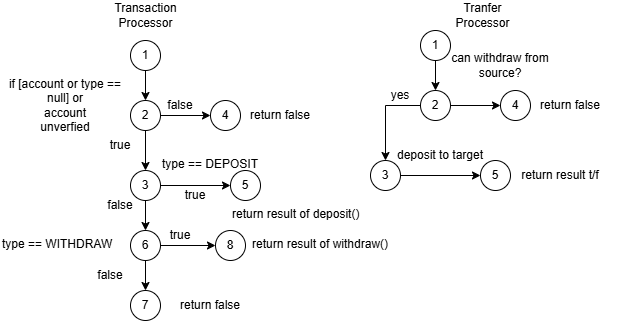 Transaction
Processor
1
if [account or type ==
null] or
account
unverfied
2
false
4
return false
true
type == DEPOSIT
3
true
5
false
return result of deposit()
type == WITHDRAW
6
true
8
return result of withdraw()
false
7
return false
Tranfer
Processor
1
can withdraw from
source?
yes
2
4
return false
deposit to target
3
5
return result t/f